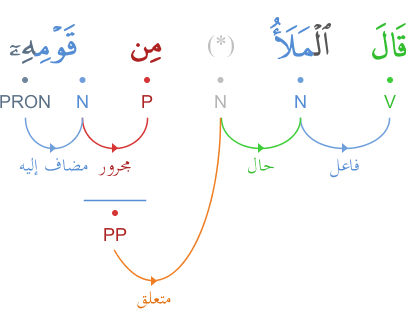 قَالَ ٱلْمَلَأُ (*) مِن قَوْمِهِۦٓ
V N N P N PRON
فاعل حال مجرور مضاف إليه
PP
متعلق